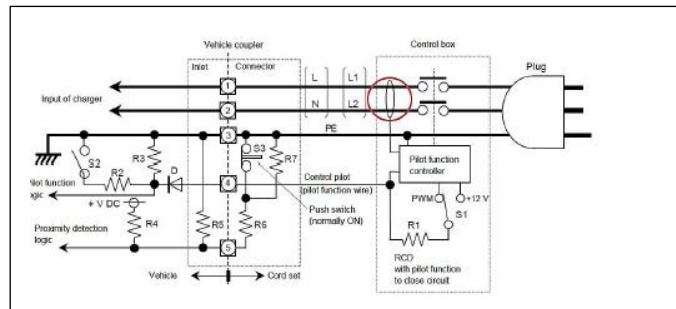 Vehicle coupler
Control box
Inlet
Connector
Plug
1
L
L1
Input of charger
2
N
L2
3
PE
S2
R3
S3
R7
R2
D
4
Control pilot
(pilot function wire)
Pilot function
controller
Pilot function
logic
+ V DC
Push switch
(normally ON)
PWM
+12 V
S1
R4
R5
R6
R1
Proximity detection
logic
5
RCD
with pilot function
to close circuit
Vehicle
Cord set